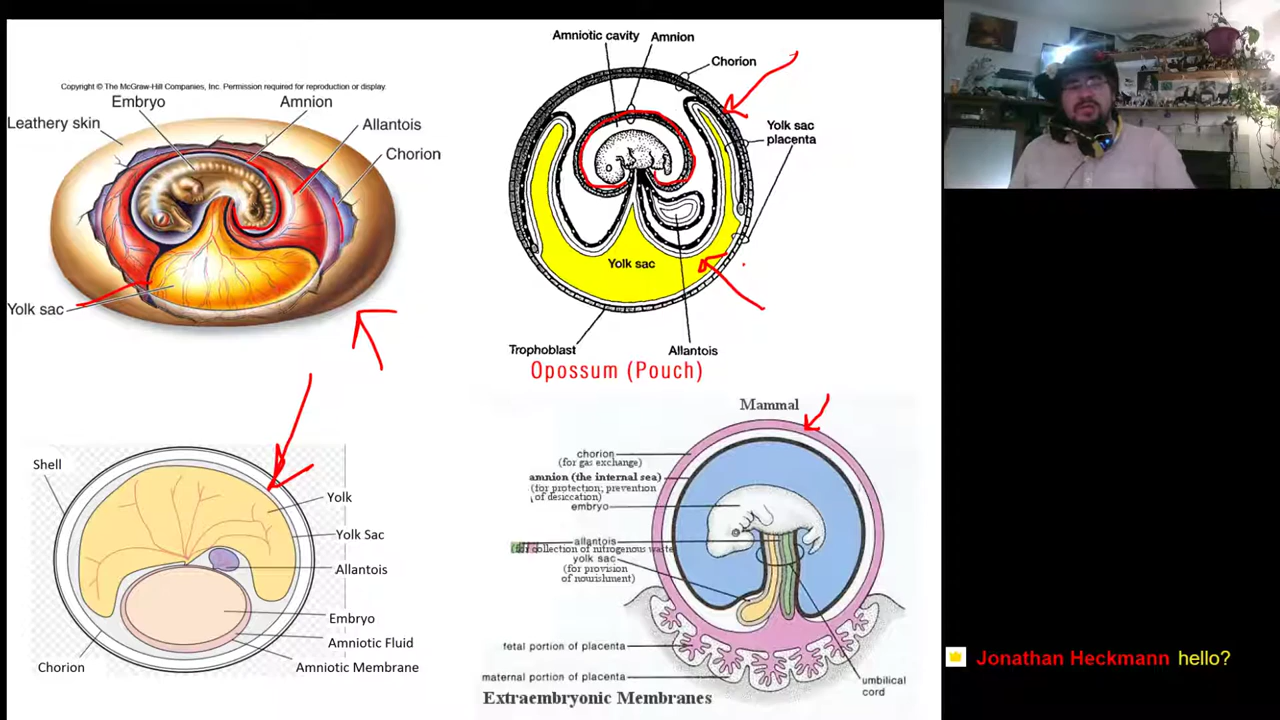 Copyright © The McGraw-Hill Companies, Inc. Permission required for reproduction or display.
Embryo
Amnion
Leathery skin
Allantois
Chorion
Yolk sac
Amniotic cavity
Amnion
Chorion
Yolk sac
placenta
Yolk sac
Trophoblast
Allantois
Opossum (Pouch)
Shell
Yolk
Yolk Sac
Allantois
Embryo
Amniotic Fluid
Chorion
Amniotic Membrane
Mammal
chorion
(for gas exchange)
amnion (the internal sea)
(for protection; prevention
of desiccation)
embryo
allantois
(for collection of nitrogenous waste
yolk sac
(for provision
of nourishment)
fetal portion of placenta
maternal portion of placenta
umbilical
cord
Extraembryonic Membranes
Jonathan Heckmann hello?